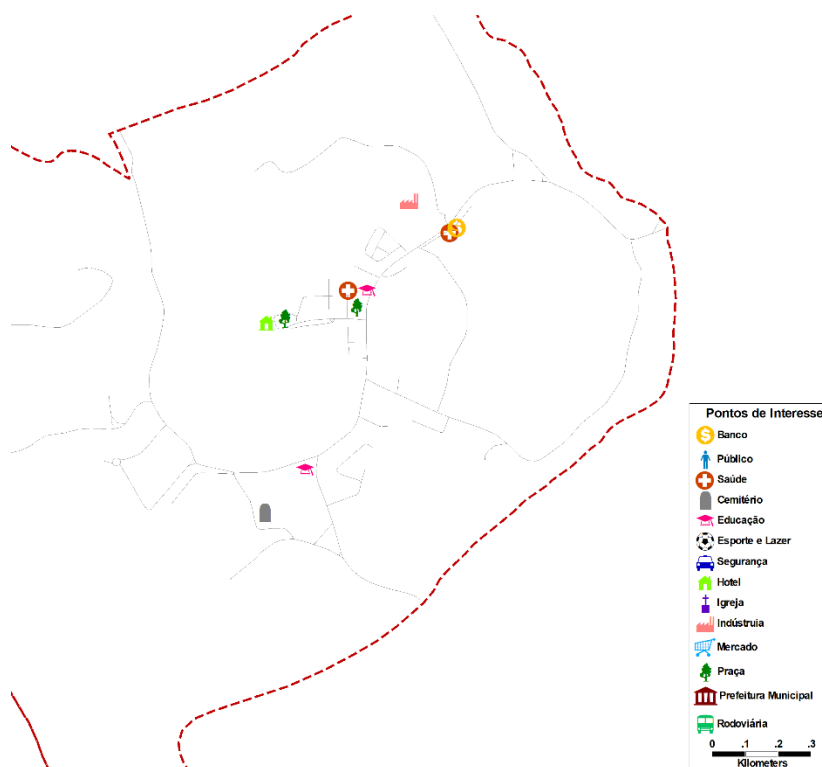 Pontos de Interesse
Banco
Público
Saúde
Cemitério
Educação
Esporte e Lazer
Segurança
Hotel
Igreja
Indústruia
Mercado
Praça
Prefeitura Municipal
Rodoviária
0 .1 .2 .3
Kilometers